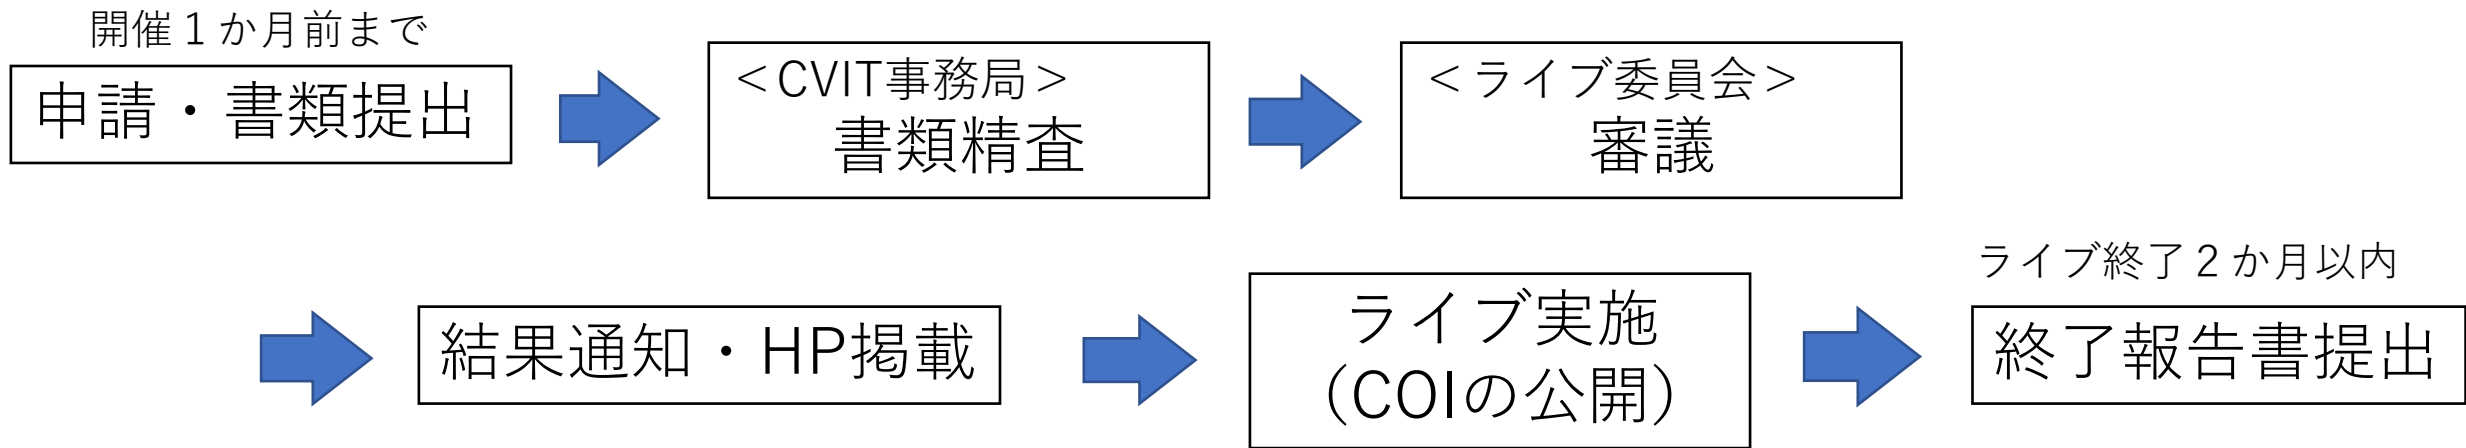 開催１か月前まで
申請・書類提出
＜CVIT事務局＞
書類精査
＜ライブ委員会＞
審議
結果通知・HP掲載
ライブ実施
（COIの公開）
ライブ終了２か月以内
終了報告書提出